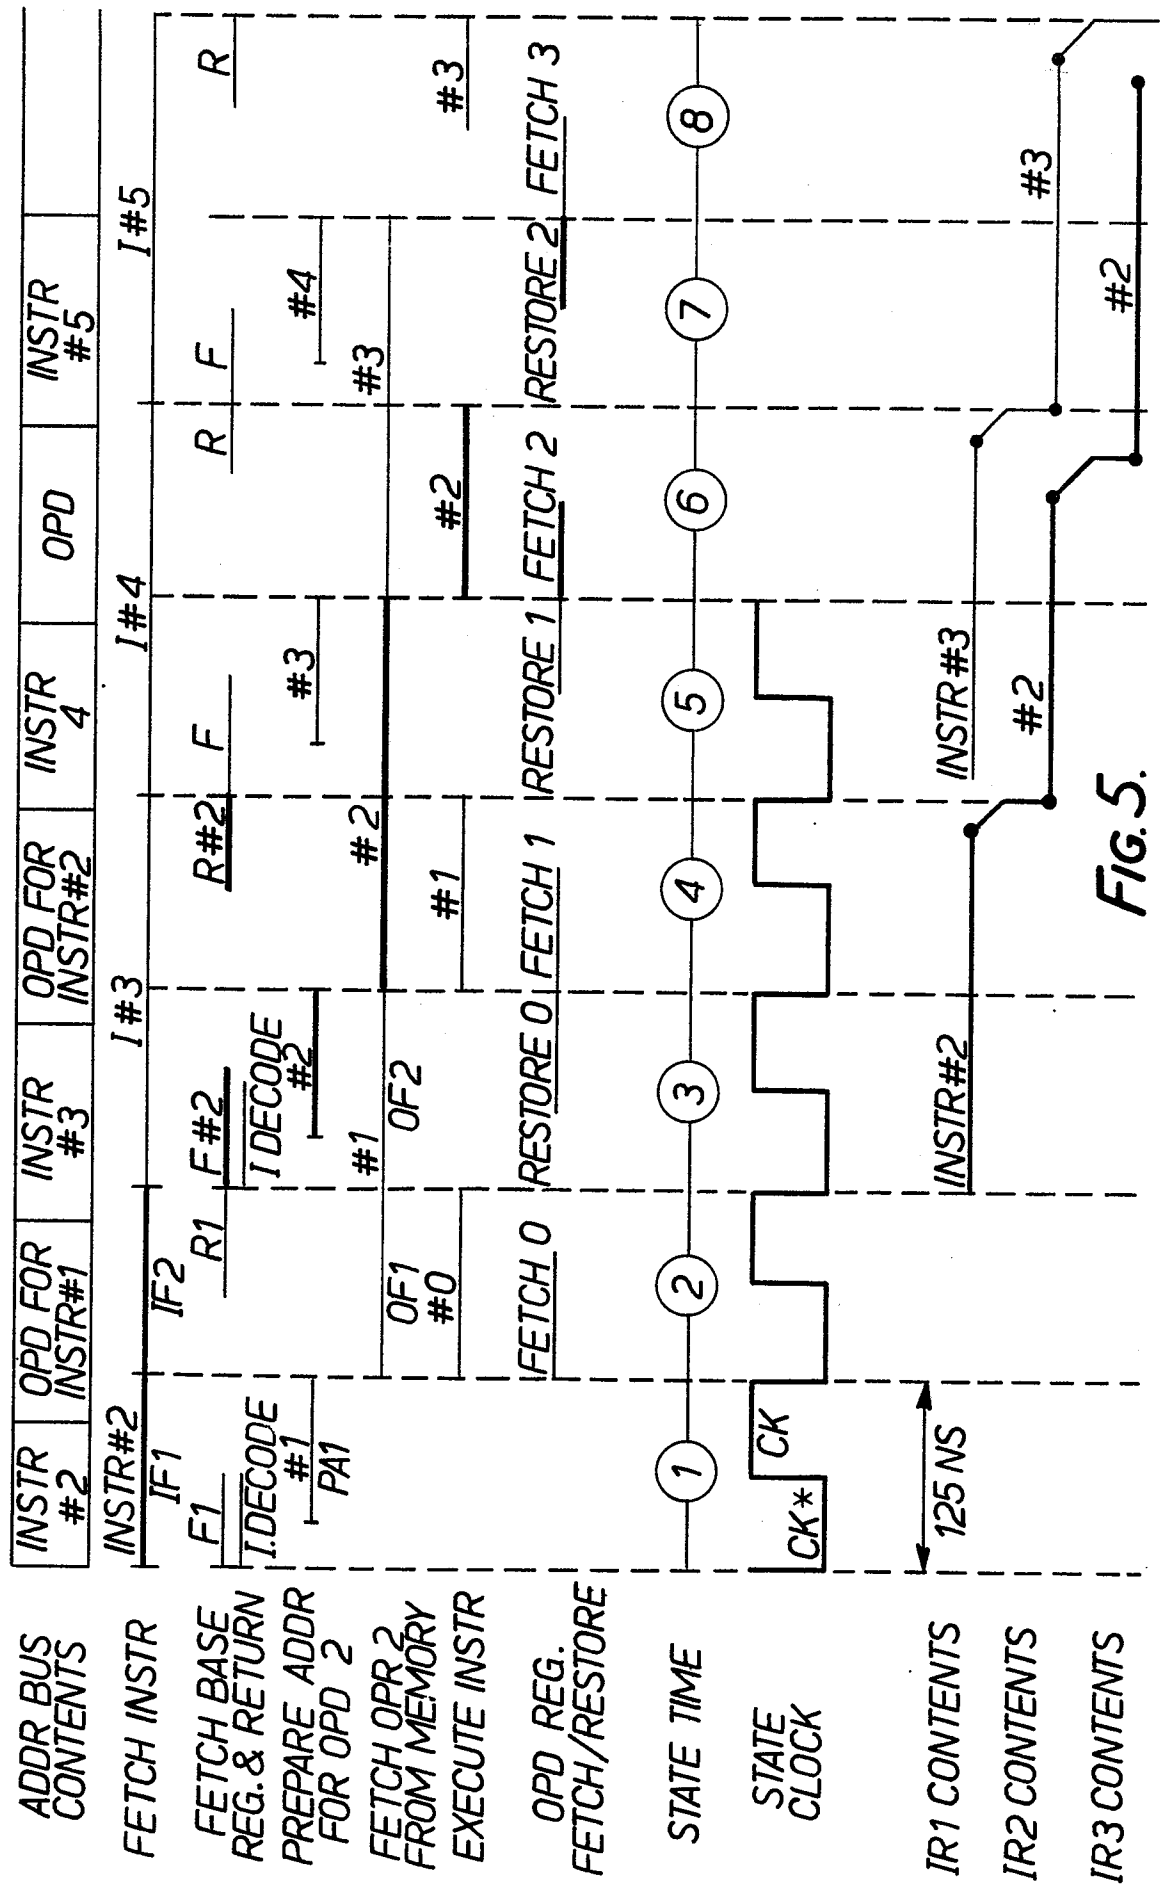 ADDR BUS
CONTENTS
INSTR
#2
OPD FOR
INSTR#1
INSTR
#3
OPD FOR
INSTR#2
INSTR
4
OPD
INSTR
#5
FETCH INSTR
INSTR#2
IF1
IF2
I#3
I#4
I#5
FETCH BASE
REG. & RETURN
F1
R1
F#2
R#2
F
R
F
R
PREPARE ADDR
FOR OPD 2
I.DECODE
#1
PA1
I DECODE
#2
#3
#4
FETCH OPR 2
FROM MEMORY
OF1
#1
OF2
#2
#3
EXECUTE INSTR
#0
#1
#2
#3
OPD REG.
FETCH/RESTORE
FETCH 0
RESTORE 0
FETCH 1
RESTORE 1
FETCH 2
RESTORE 2
FETCH 3
STATE TIME
1
2
3
4
5
6
7
8
STATE
CLOCK
CK*
CK
125 NS
IR1 CONTENTS
INSTR#2
INSTR#3
IR2 CONTENTS
#2
#3
IR3 CONTENTS
#2
FIG. 5.